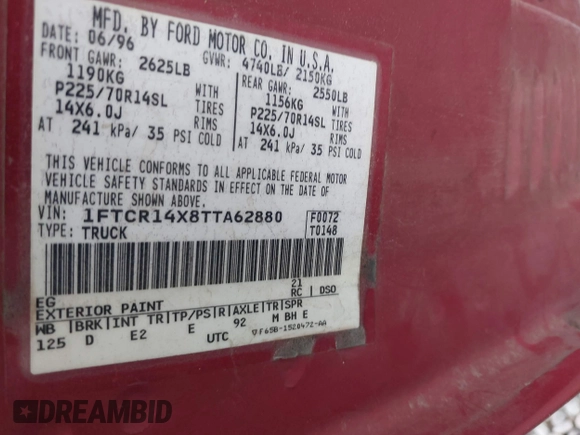 MFD. BY FORD MOTOR CO. IN U.S.A.
DATE: 06/96 GVWR: 4740LB/ 2150KG
FRONT GAWR: 2625LB REAR GAWR: 2550LB
1190KG WITH 1156KG WITH
P225/70R14SL TIRES P225/70R14SL TIRES
14X6.0J RIMS 14X6.0J RIMS
AT 241 kPa/ 35 PSI COLD AT 241 kPa/ 35 PSI COLD
THIS VEHICLE CONFORMS TO ALL APPLICABLE FEDERAL MOTOR
VEHICLE SAFETY STANDARDS IN EFFECT ON THE DATE OF
MANUFACTURE SHOWN ABOVE.
VIN: 1FTCR14X8TTA62880 F0072
TYPE: TRUCK T0148
EG 21
EXTERIOR PAINT RC DSO
WB BRK INT TR TP/PS R AXLE TR SPR
125 D E2 E 92 M BH E
UTC ▽F65B-1520472-AA
DREAMBID